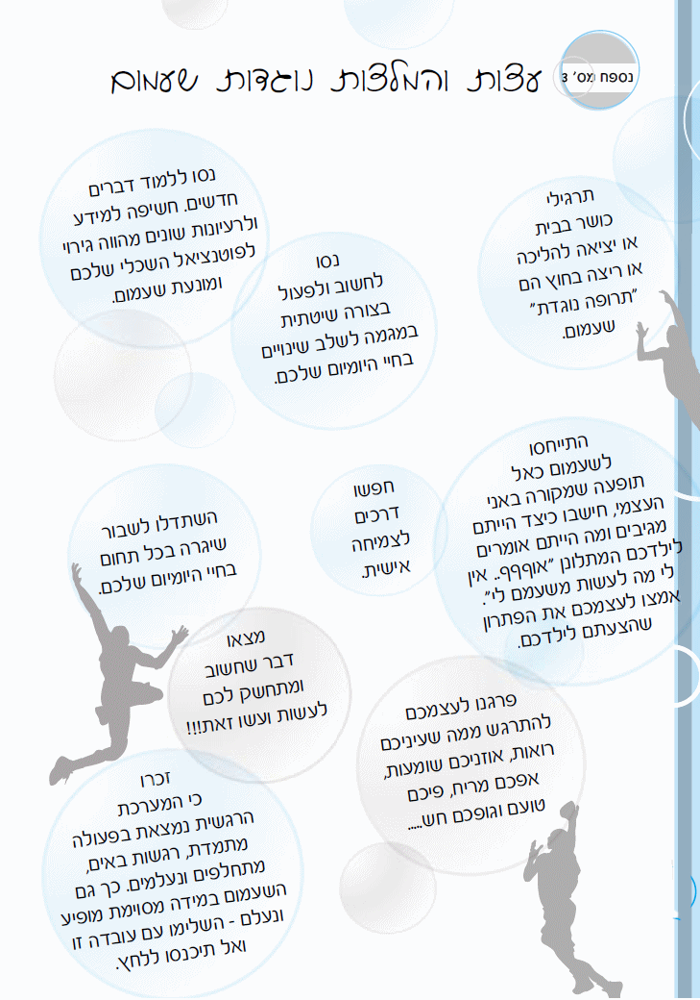 נספח מס' 3
עצות והמלצות נוגדות שעמום
תרגילי
כושר בבית
או יציאה להליכה
או ריצה בחוץ הם
"תרופה נוגדת"
שעמום.
נסו ללמוד דברים
חדשים. חשיפה למידע
ולרעיונות שונים מהווה גירוי
לפוטנציאל השכלי שלכם
ומונעת שעמום.
נסו
לחשוב ולפעול
בצורה שיטתית
במגמה לשלב שינויים
בחיי היומיום שלכם.
התייחסו
לשעמום כאל
תופעה שמקורה באני
העצמי, חישבו כיצד הייתם
מגיבים ומה הייתם אומרים
לילדכם המתלונן "אוףףף.. אין
לי מה לעשות משעמם לי".
אמצו לעצמכם את הפתרון
שהצעתם לילדכם.
חפשו
דרכים
לצמיחה
אישית.
השתדלו לשבור
שיגרה בכל תחום
בחיי היומיום שלכם.
מצאו
דבר שחשוב
ומתחשק לכם
לעשות ועשו זאת!!!
פרגנו לעצמכם
להתרגש ממה שעיניכם
רואות, אוזניכם שומעות,
אפכם מריח, פיכם
טועם וגופכם חש.....
זכרו
כי המערכת
הרגשית נמצאת בפעולה
מתמדת, רגשות באים,
מתחלפים ונעלמים. כך גם
השעמום במידה מסוימת מופיע
ונעלם - השלימו עם עובדה זו
ואל תיכנסו ללחץ.